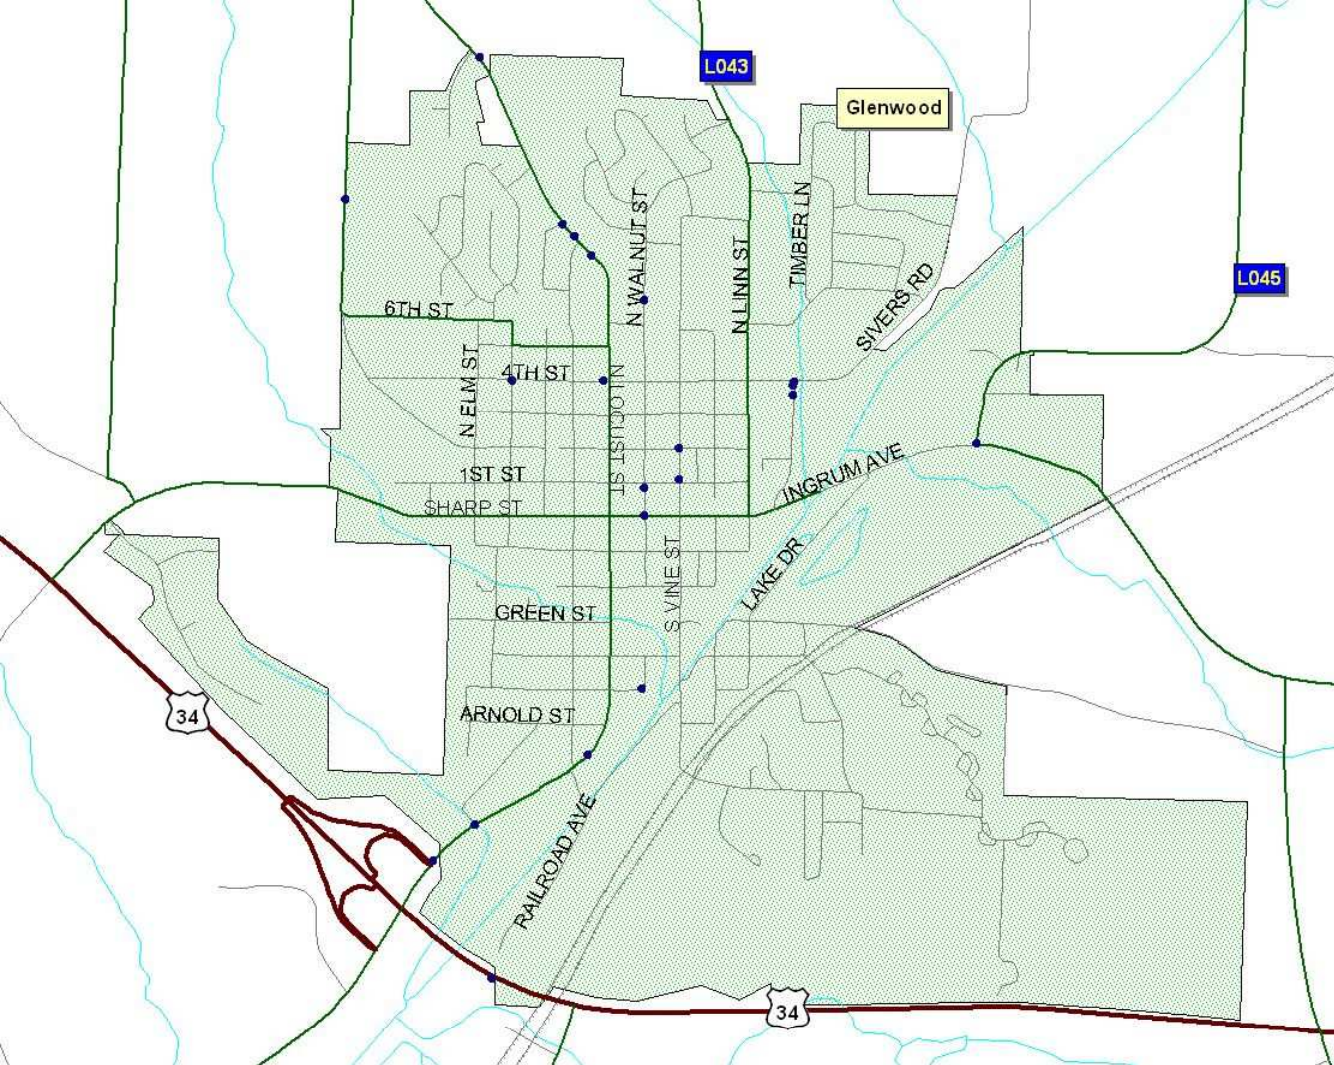 L043
Glenwood
N WALNUT ST
TIMBER LN
N LINN ST
L045
SIVERS RD
6TH ST
N ELM ST
4TH ST
N LOCUST ST
1ST ST
INGRUM AVE
SHARP ST
S VINE ST
LAKE DR
GREEN ST
34
ARNOLD ST
RAILROAD AVE
34